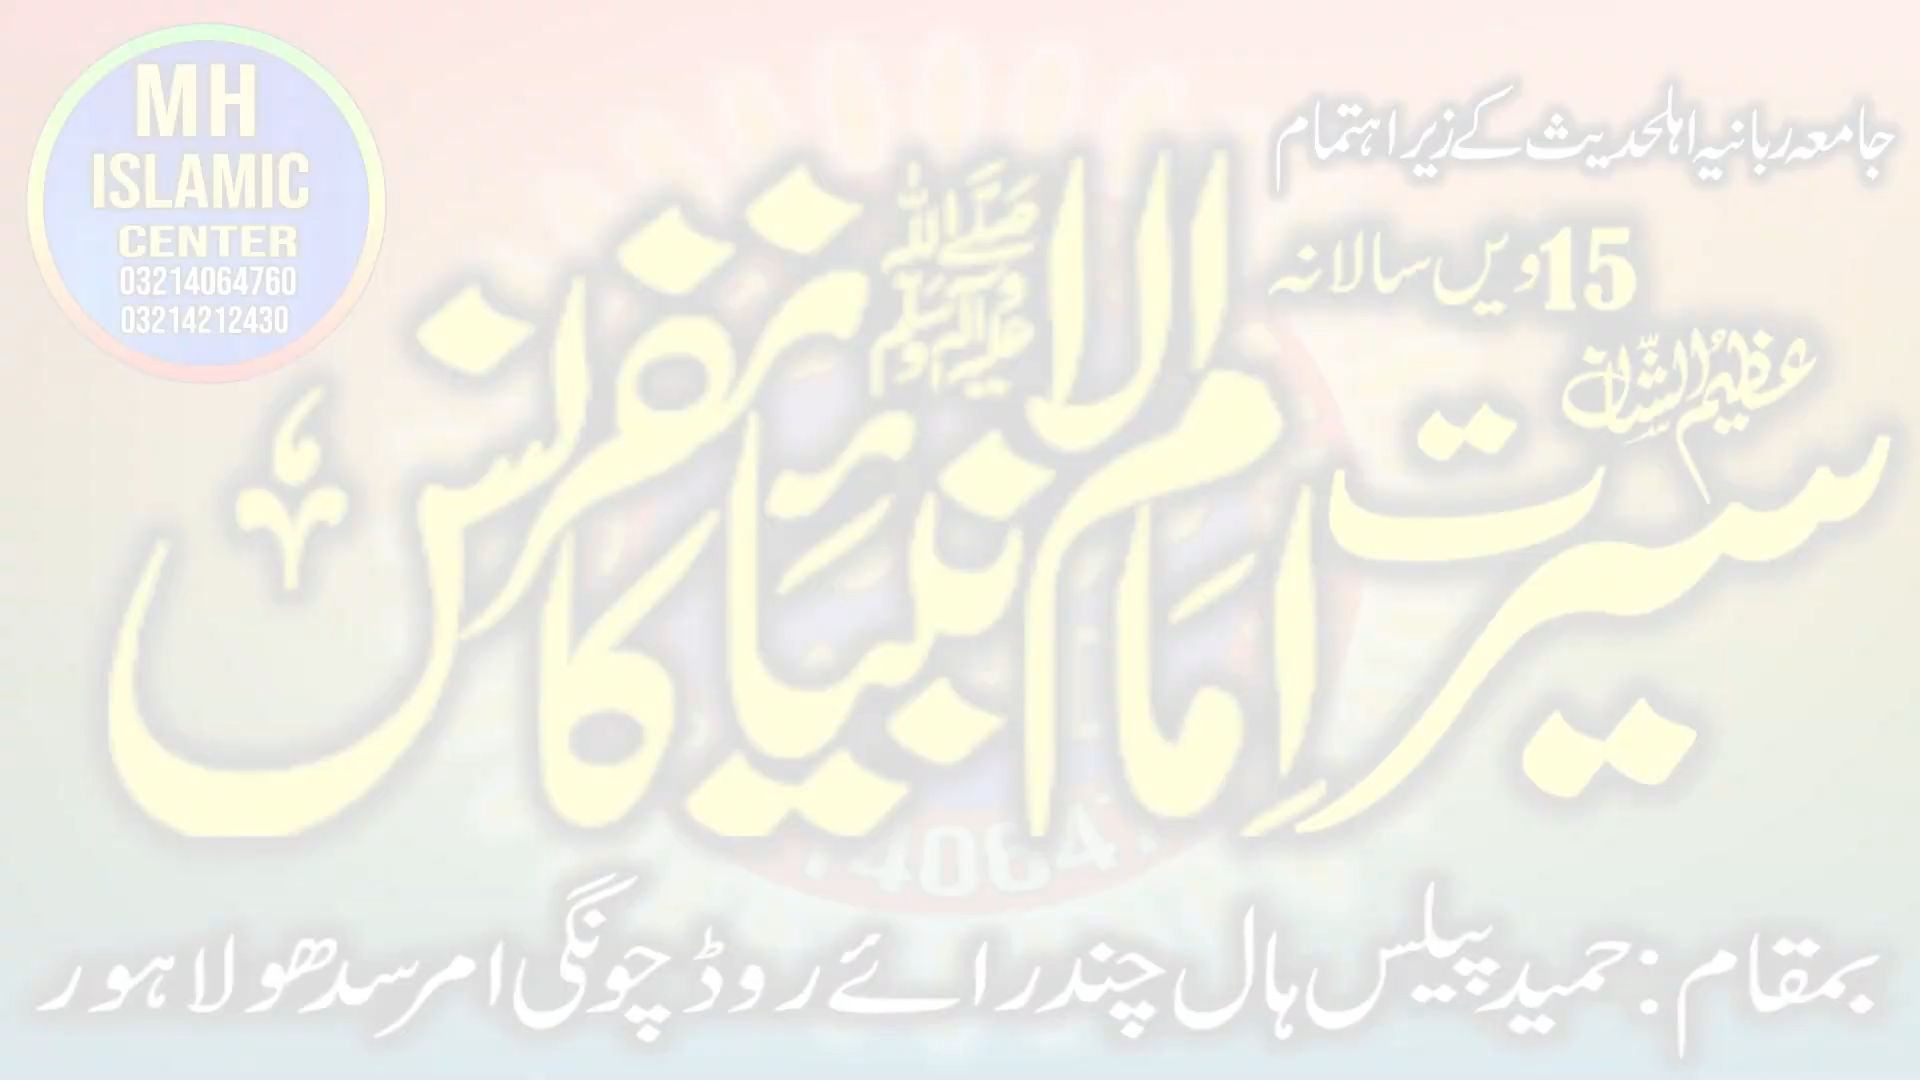 MH
ISLAMIC
CENTER
03214064760
03214212430
جامعہ ربانیہ اہلحدیث کے زیر اہتمام
15ویں سالانہ
عظیم الشان
سیرت امام الانبیاء ﷺ کانفرنس
4064
بمقام : حمید پیلس ہال چندرائے روڈ چونگی امرسدھو لاہور